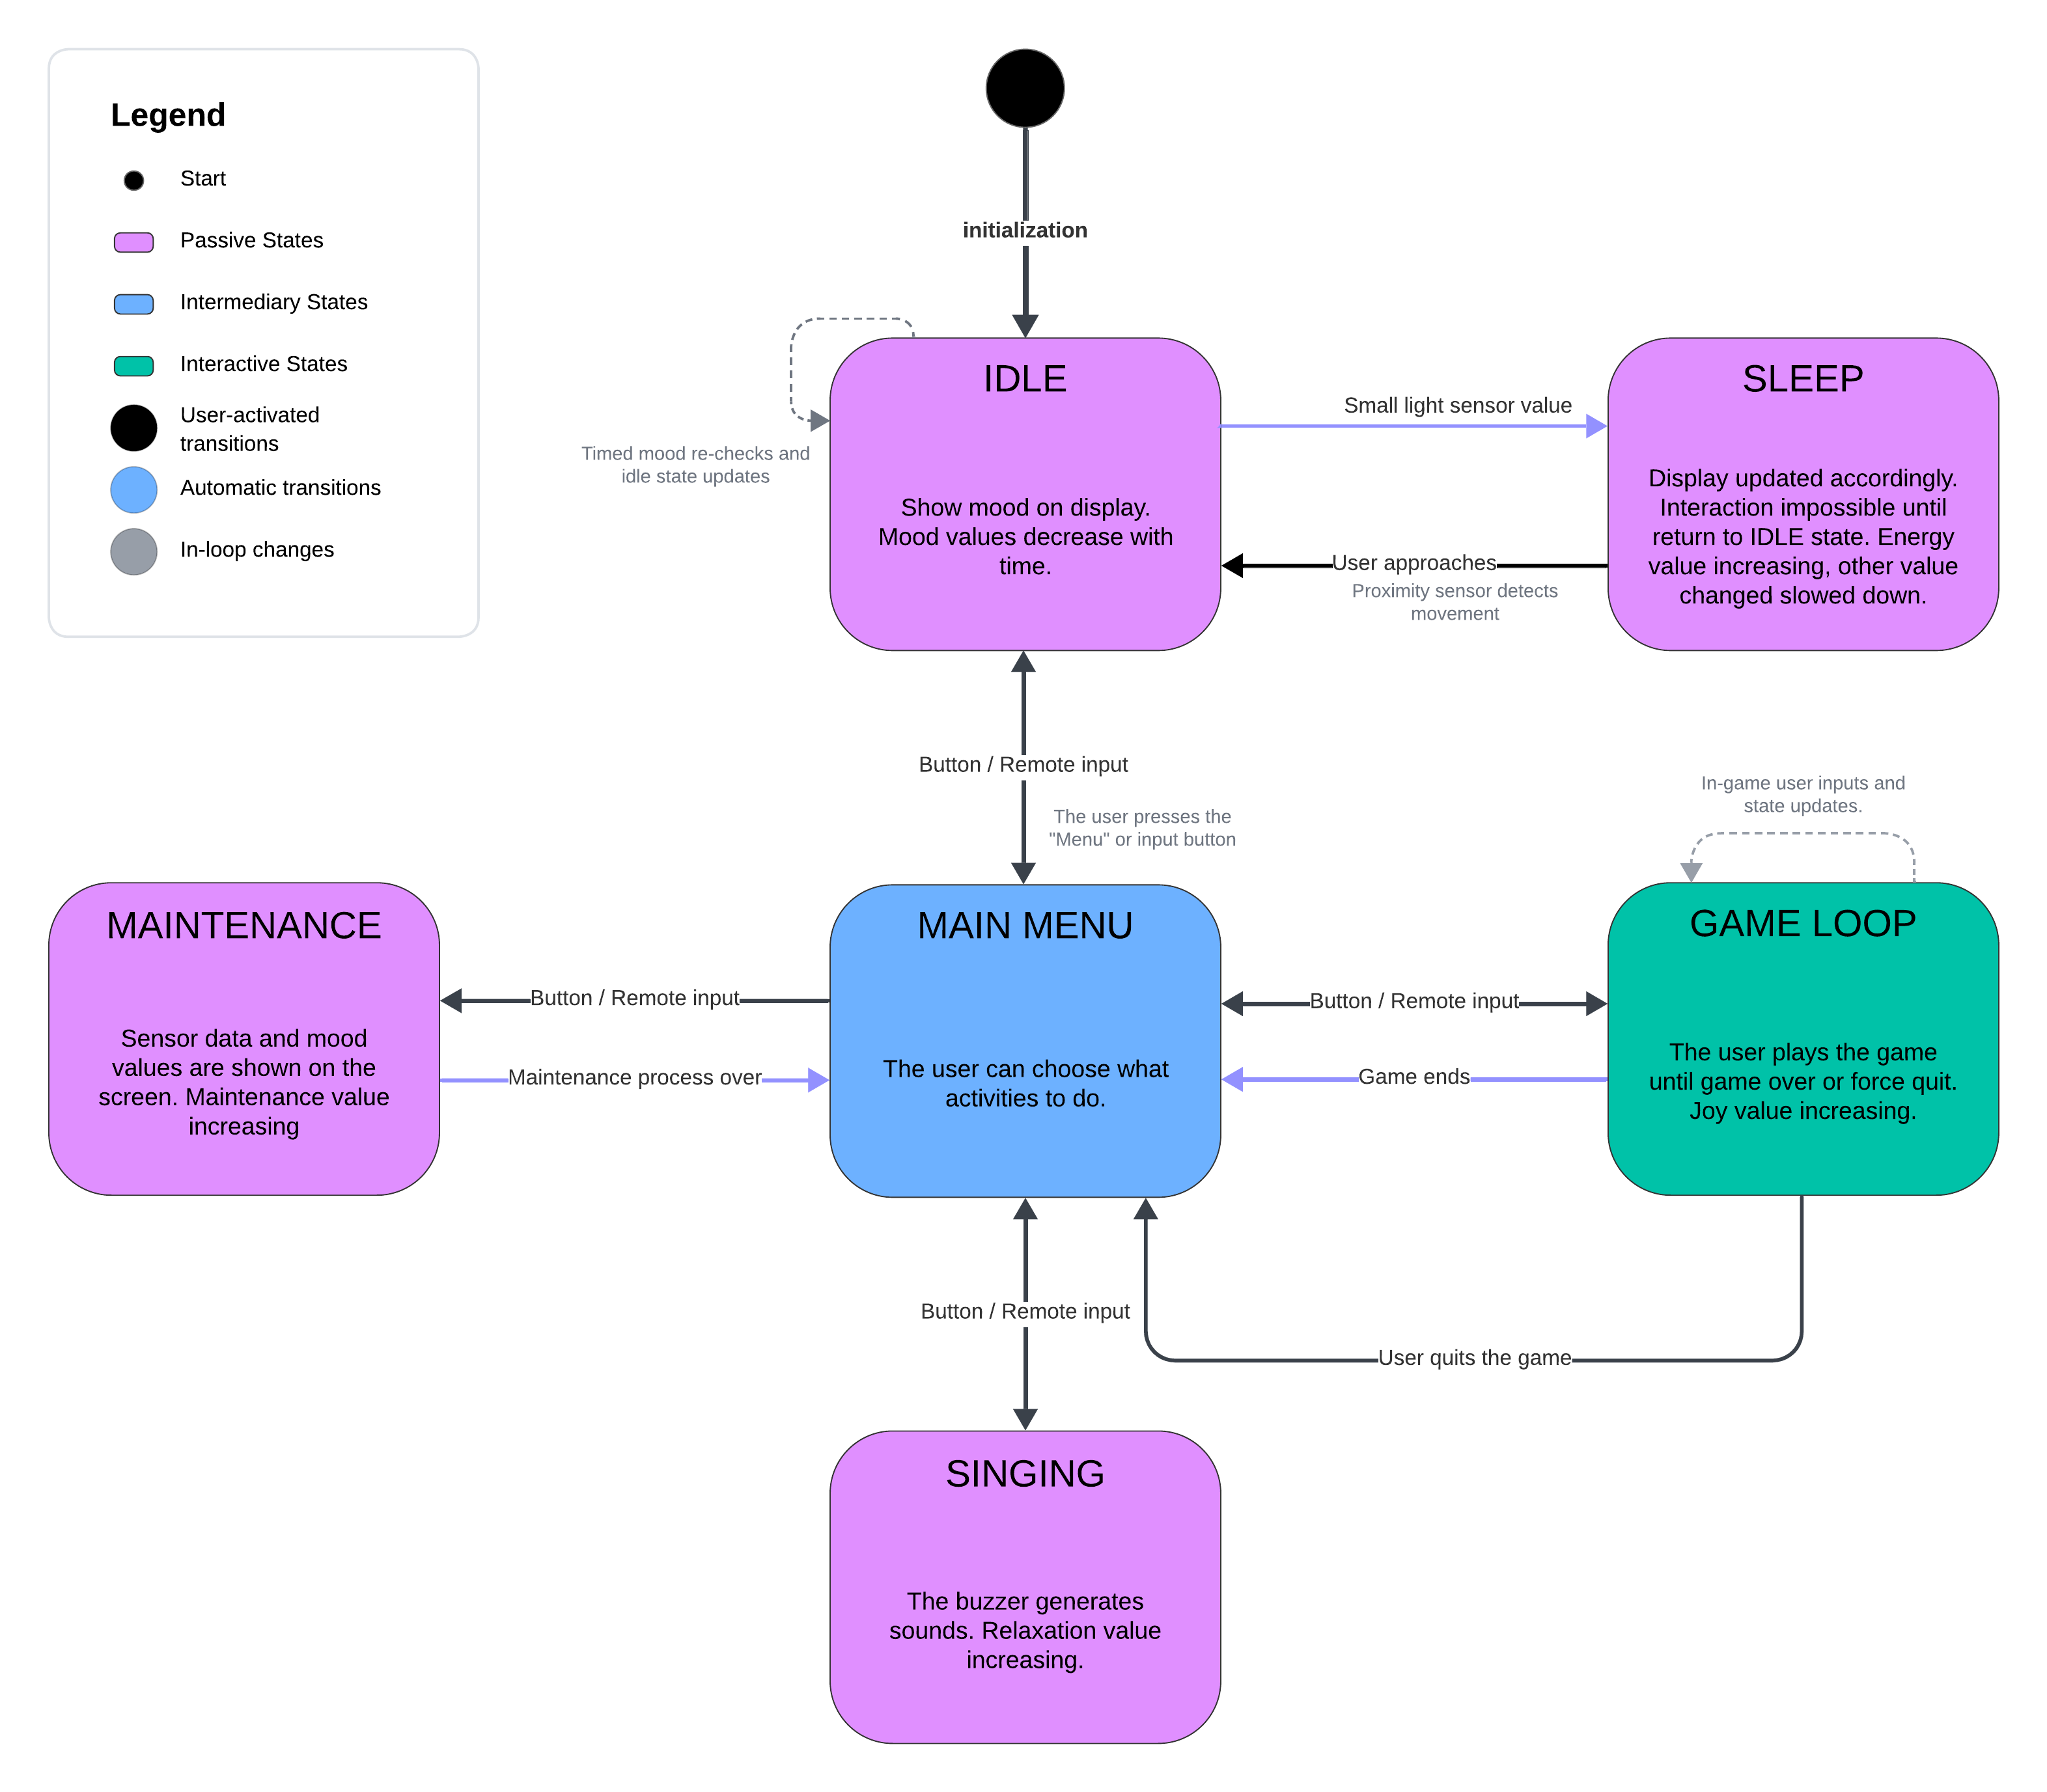 Legend
Start
Passive States
Intermediary States
Interactive States
User-activated
transitions
Automatic transitions
In-loop changes
initialization
IDLE
Show mood on display.
Mood values decrease with
time.
Timed mood re-checks and
idle state updates
Small light sensor value
User approaches
Proximity sensor detects
movement
SLEEP
Display updated accordingly.
Interaction impossible until
return to IDLE state. Energy
value increasing, other value
changed slowed down.
Button / Remote input
The user presses the
"Menu" or input button
In-game user inputs and
state updates.
MAINTENANCE
Sensor data and mood
values are shown on the
screen. Maintenance value
increasing
Button / Remote input
Maintenance process over
MAIN MENU
The user can choose what
activities to do.
Button / Remote input
Game ends
GAME LOOP
The user plays the game
until game over or force quit.
Joy value increasing.
Button / Remote input
User quits the game
SINGING
The buzzer generates
sounds. Relaxation value
increasing.